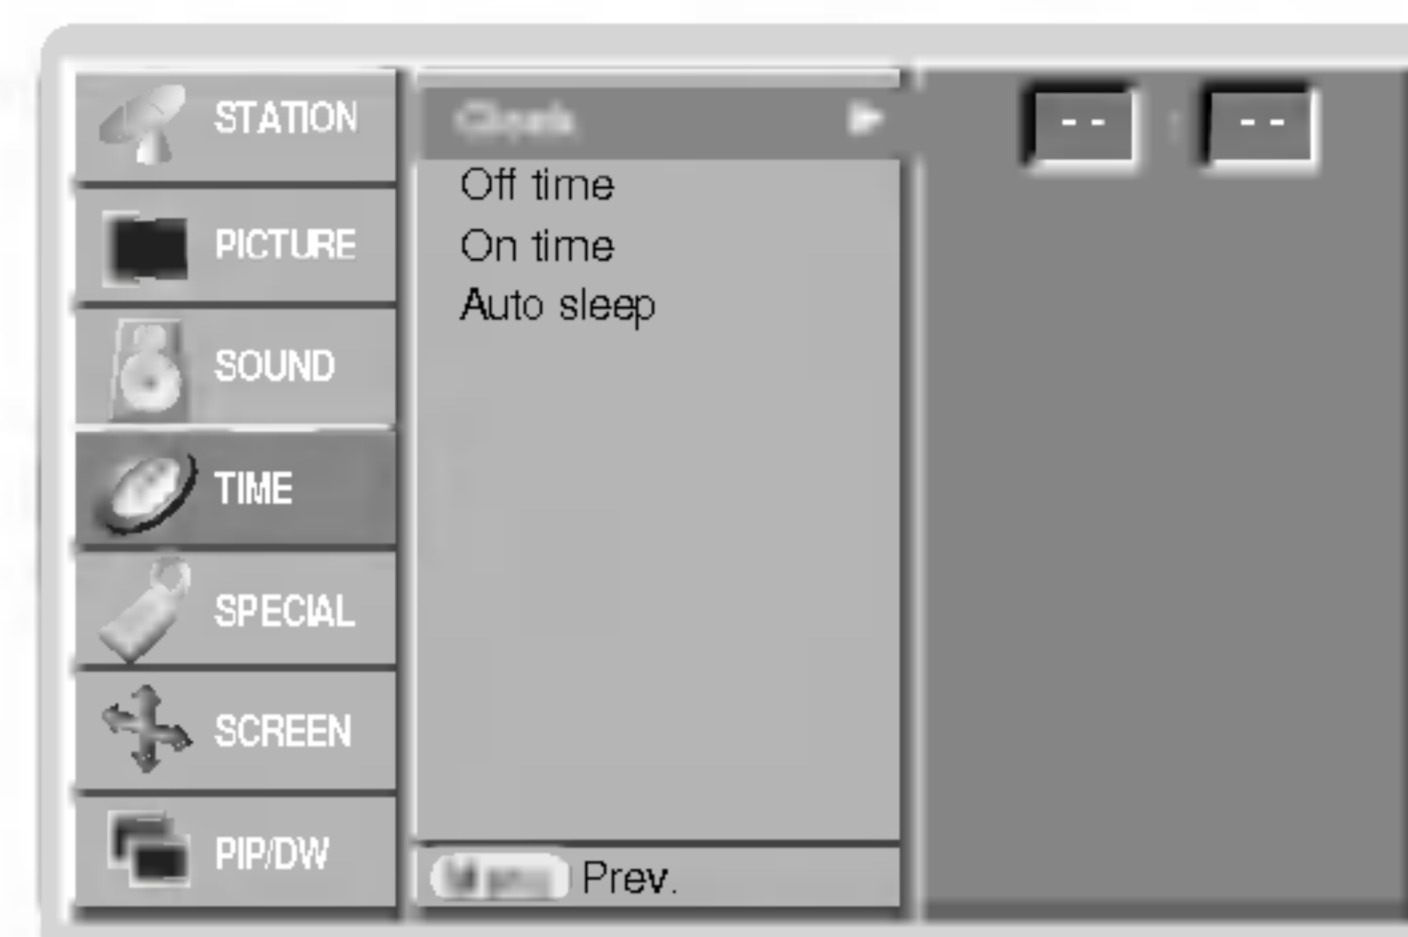 STATION
PICTURE
SOUND
TIME
SPECIAL
SCREEN
PIP/DW
Off time
On time
Auto sleep
Prev.
-- : --